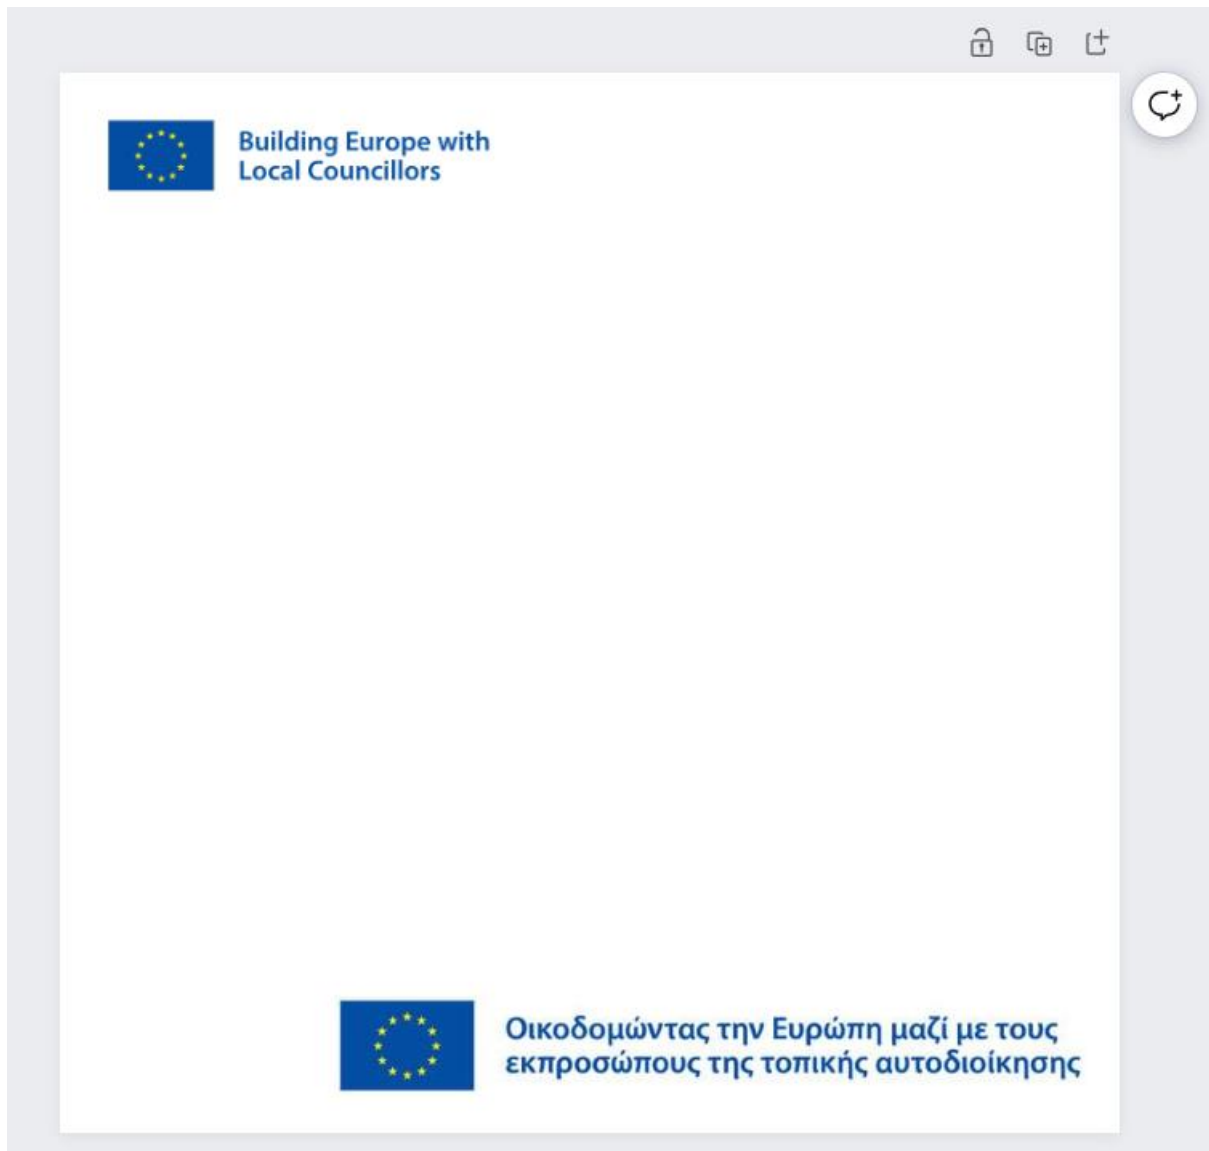 Building Europe with
Local Councillors
Οικοδομώντας την Ευρώπη μαζί με τους
εκπροσώπους της τοπικής αυτοδιοίκησης